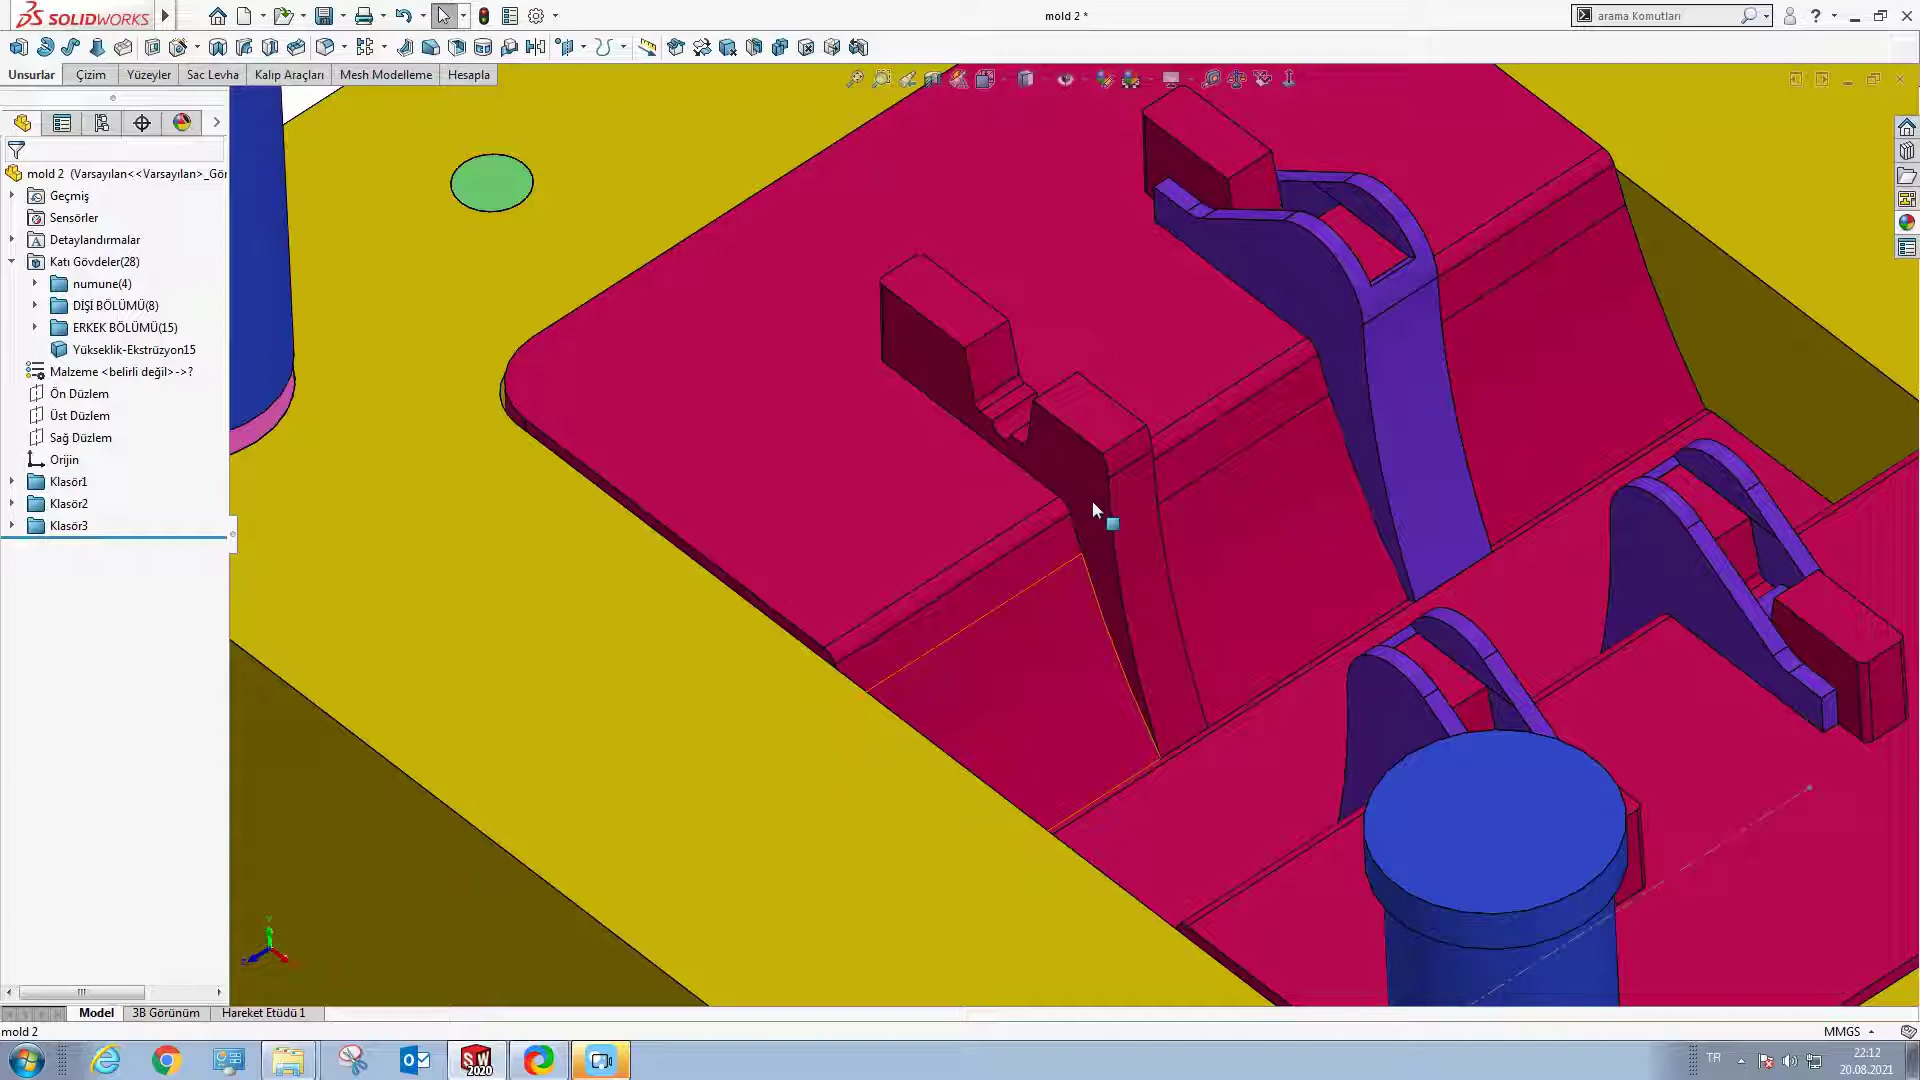 SOLIDWORKS
mold 2 *
arama Komutları
Unsurlar
Çizim
Yüzeyler
Sac Levha
Kalıp Araçları
Mesh Modelleme
Hesapla
mold 2 (Varsayılan<<Varsayılan>_Gör
Geçmiş
Sensörler
Detaylandırmalar
Katı Gövdeler(28)
numune(4)
DİŞİ BÖLÜMÜ(8)
ERKEK BÖLÜMÜ(15)
Yükseklik-Ekstrüzyon15
Malzeme <belirli değil>->?
Ön Düzlem
Üst Düzlem
Sağ Düzlem
Orijin
Klasör1
Klasör2
Klasör3
Model
3B Görünüm
Hareket Etüdü 1
mold 2
MMGS
SW
2020
TR
22:12
20.08.2021